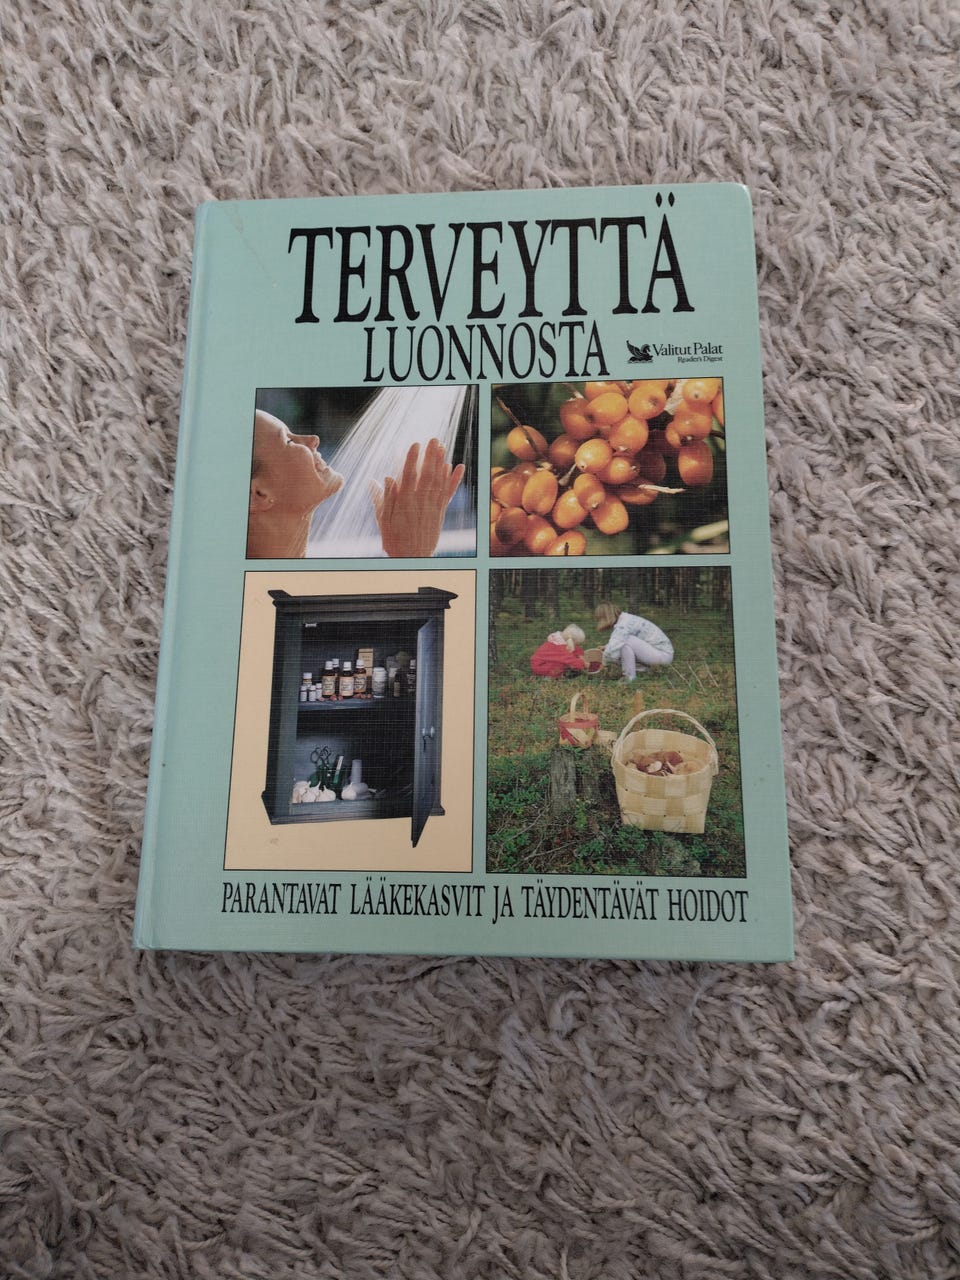 TERVEYTTÄ
LUONNOSTA
Valitut Palat
Reader's Digest
PARANTAVAT LÄÄKEKASVIT JA TÄYDENTÄVÄT HOIDOT